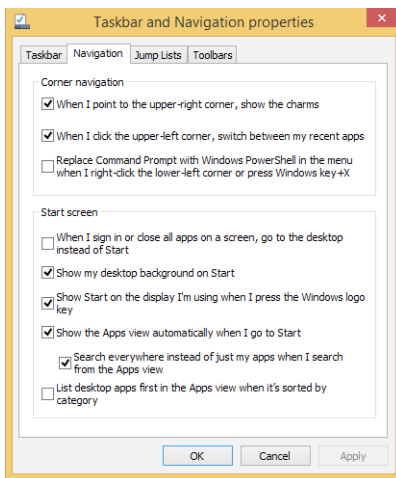 Taskbar and Navigation properties
Taskbar Navigation Jump Lists Toolbars
Corner navigation
When I point to the upper-right corner, show the charms
When I click the upper-left corner, switch between my recent apps
Replace Command Prompt with Windows PowerShell in the menu
when I right-click the lower-left corner or press Windows key+X
Start screen
When I sign in or close all apps on a screen, go to the desktop
instead of Start
Show my desktop background on Start
Show Start on the display I'm using when I press the Windows logo
key
Show the Apps view automatically when I go to Start
Search everywhere instead of just my apps when I search
from the Apps view
List desktop apps first in the Apps view when it's sorted by
category
OK Cancel Apply